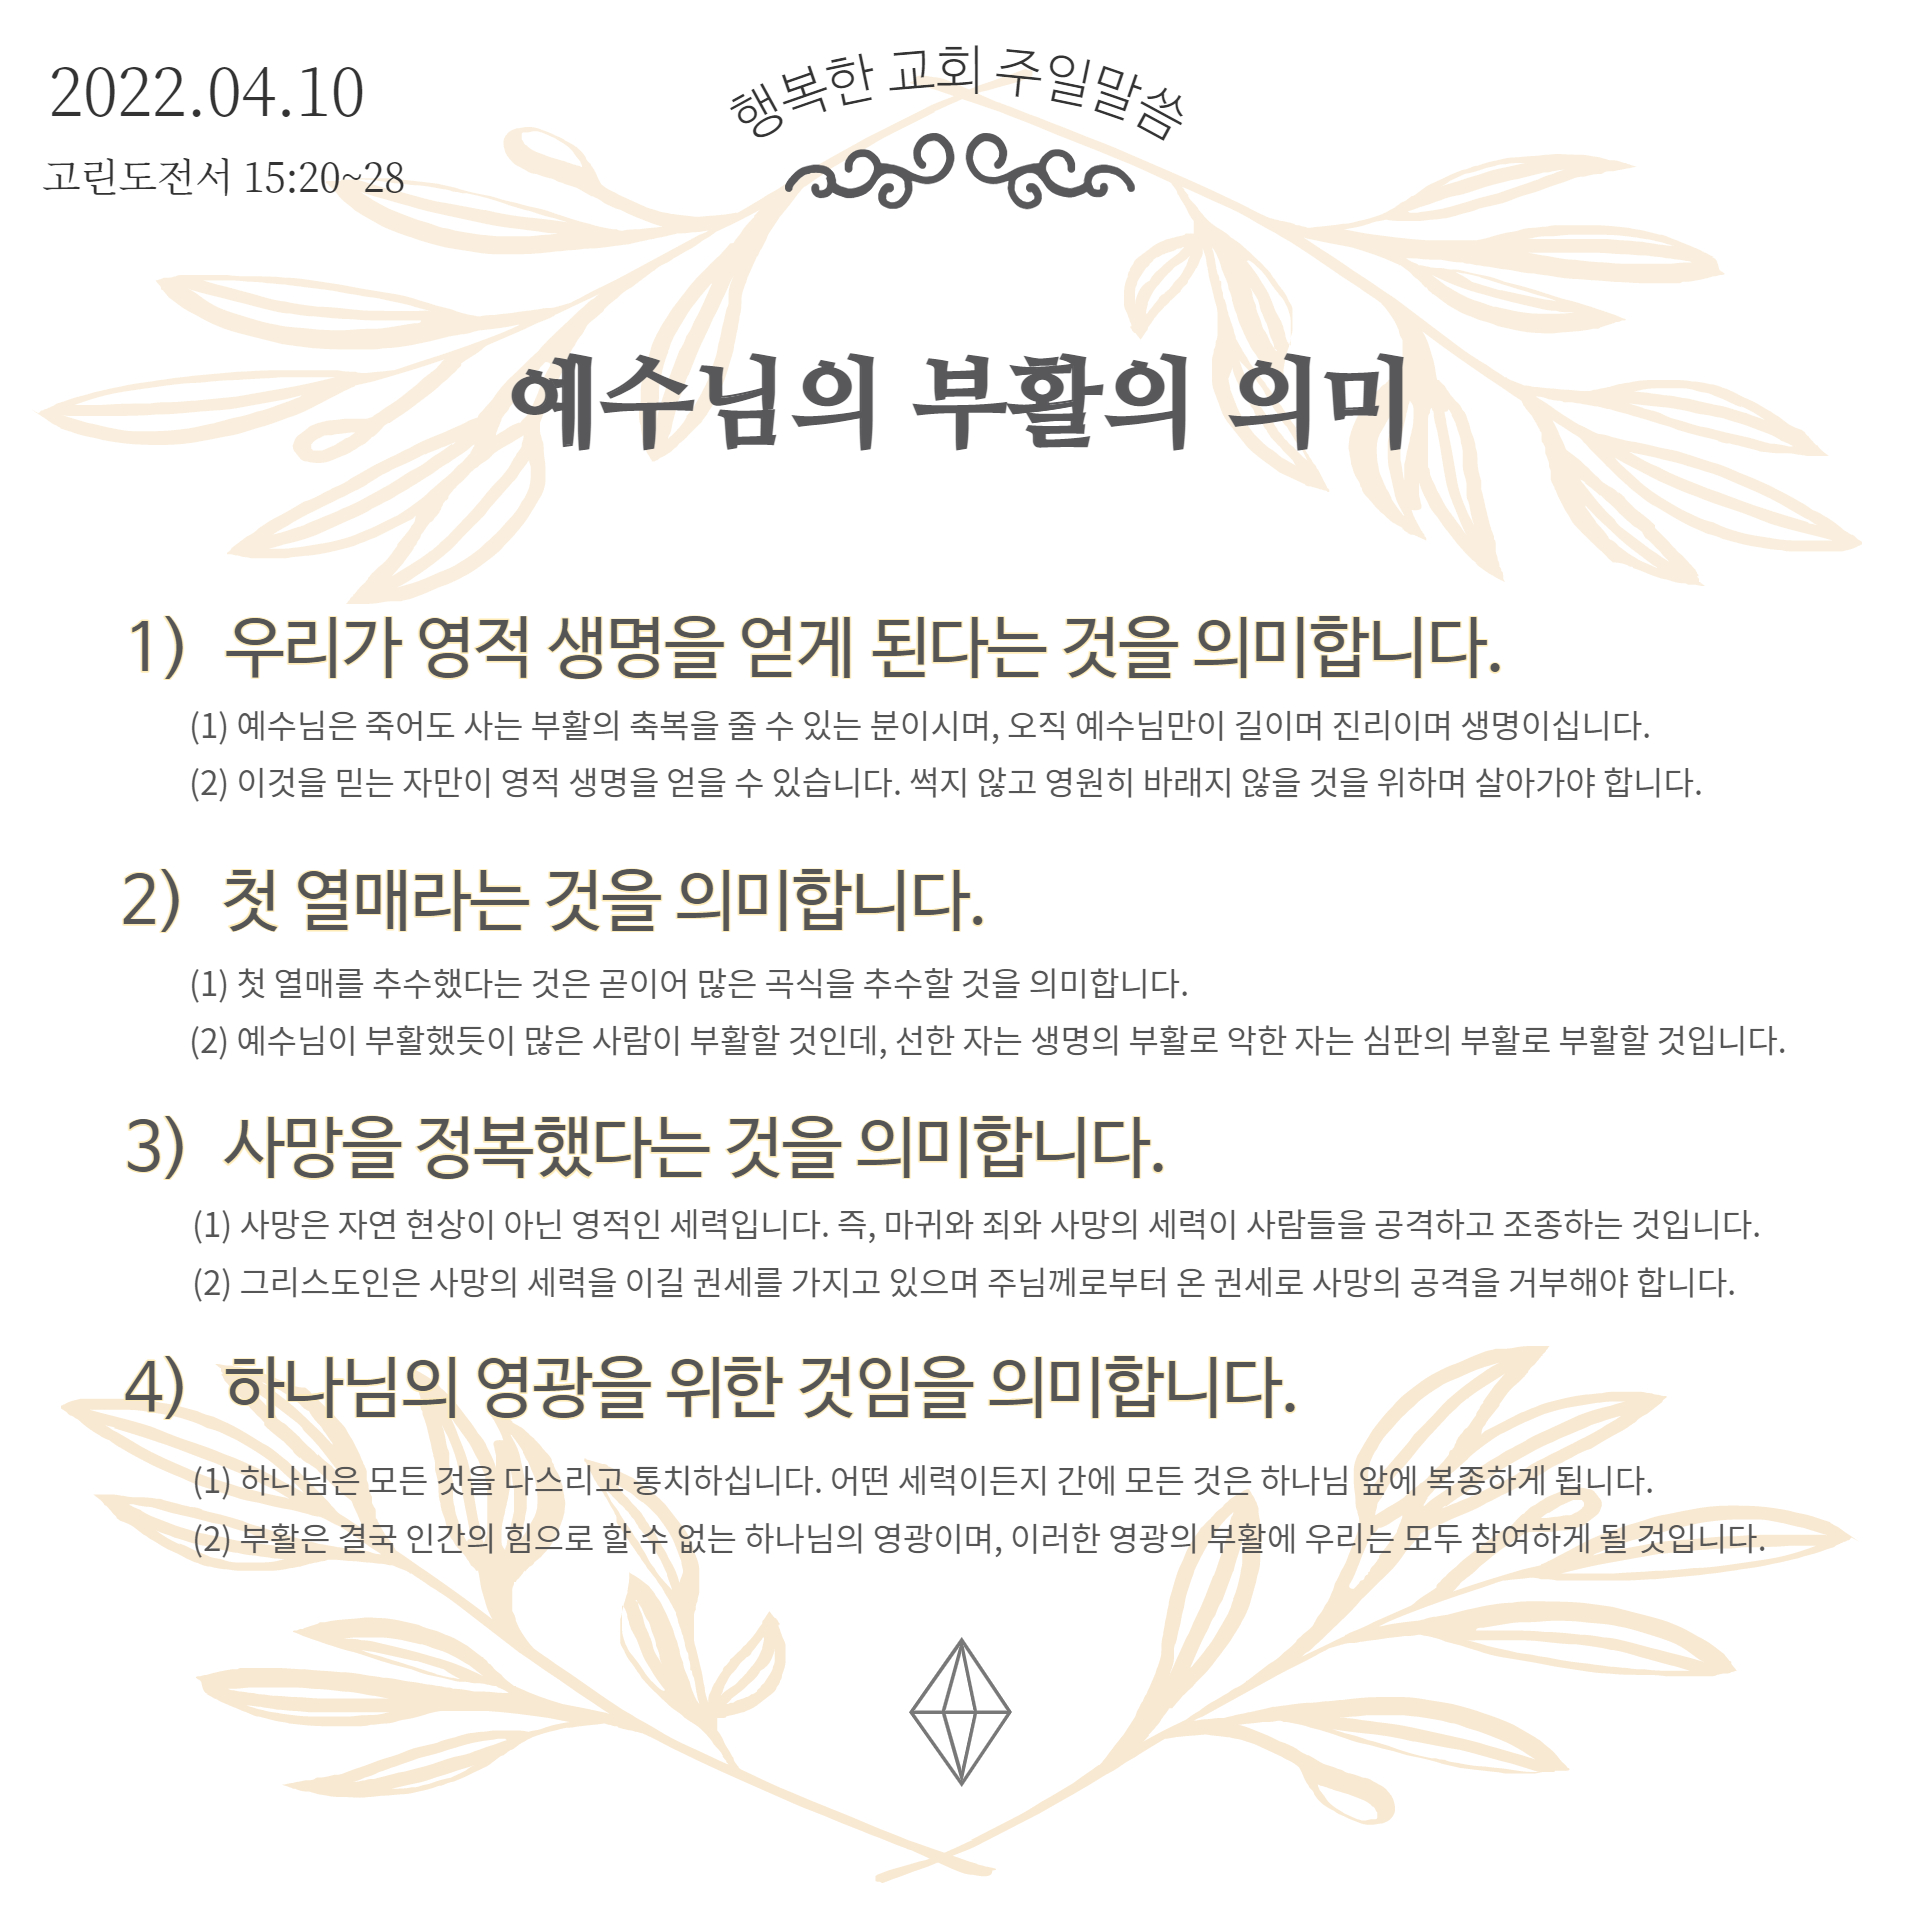 2022.04.10
고린도전서 15:20~28
행복한 교회 주일말씀
예수님의 부활의 의미
1) 우리가 영적 생명을 얻게 된다는 것을 의미합니다.
(1) 예수님은 죽어도 사는 부활의 축복을 줄 수 있는 분이시며, 오직 예수님만이 길이며 진리이며 생명이십니다.
(2) 이것을 믿는 자만이 영적 생명을 얻을 수 있습니다. 썩지 않고 영원히 바래지 않을 것을 위하며 살아가야 합니다.
2) 첫 열매라는 것을 의미합니다.
(1) 첫 열매를 추수했다는 것은 곧이어 많은 곡식을 추수할 것을 의미합니다.
(2) 예수님이 부활했듯이 많은 사람이 부활할 것인데, 선한 자는 생명의 부활로 악한 자는 심판의 부활로 부활할 것입니다.
3) 사망을 정복했다는 것을 의미합니다.
(1) 사망은 자연 현상이 아닌 영적인 세력입니다. 즉, 마귀와 죄와 사망의 세력이 사람들을 공격하고 조종하는 것입니다.
(2) 그리스도인은 사망의 세력을 이길 권세를 가지고 있으며 주님께로부터 온 권세로 사망의 공격을 거부해야 합니다.
4) 하나님의 영광을 위한 것임을 의미합니다.
(1) 하나님은 모든 것을 다스리고 통치하십니다. 어떤 세력이든지 간에 모든 것은 하나님 앞에 복종하게 됩니다.
(2) 부활은 결국 인간의 힘으로 할 수 없는 하나님의 영광이며, 이러한 영광의 부활에 우리는 모두 참여하게 될 것입니다.